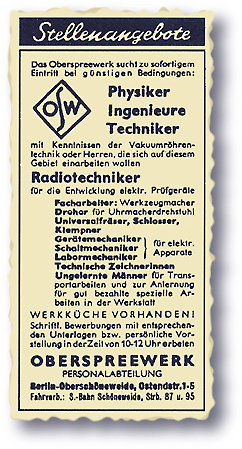 Stellenangebote
Das Oberspreewerk sucht zu sofortigem
Eintritt bei günstigen Bedingungen:
OSW
Physiker
Ingenieure
Techniker
mit Kenntnissen der Vakuumröhren-
technik oder Herren, die sich auf diesem
Gebiet einarbeiten wollen
Radiotechniker
für die Entwicklung elektr. Prüfgeräte
Facharbeiter: Werkzeugmacher
Dreher für Uhrmacherdrehstuhl
Universalfräser, Schlosser,
Klempner
Gerätemechaniker
Schaltmechaniker
Labormechaniker
für elektr.
Apparate
Technische Zeichnerinnen
Ungelernte Männer für Trans-
portarbeiten und zur Anlernung
für gut bezahlte spezielle Ar-
beiten in der Werkstatt
WERKKÜCHE VORHANDEN!
Schriftl. Bewerbungen mit entsprechen-
den Unterlagen bzw. persönliche Vor-
stellung in der Zeit von 10-12 Uhr erbeten
OBERSPREEWERK
PERSONALABTEILUNG
Berlin-Oberschöneweide, Ostendstr. 1-5
Fahrverb.: S.-Bahn Schöneweide, Strb. 87 u. 95